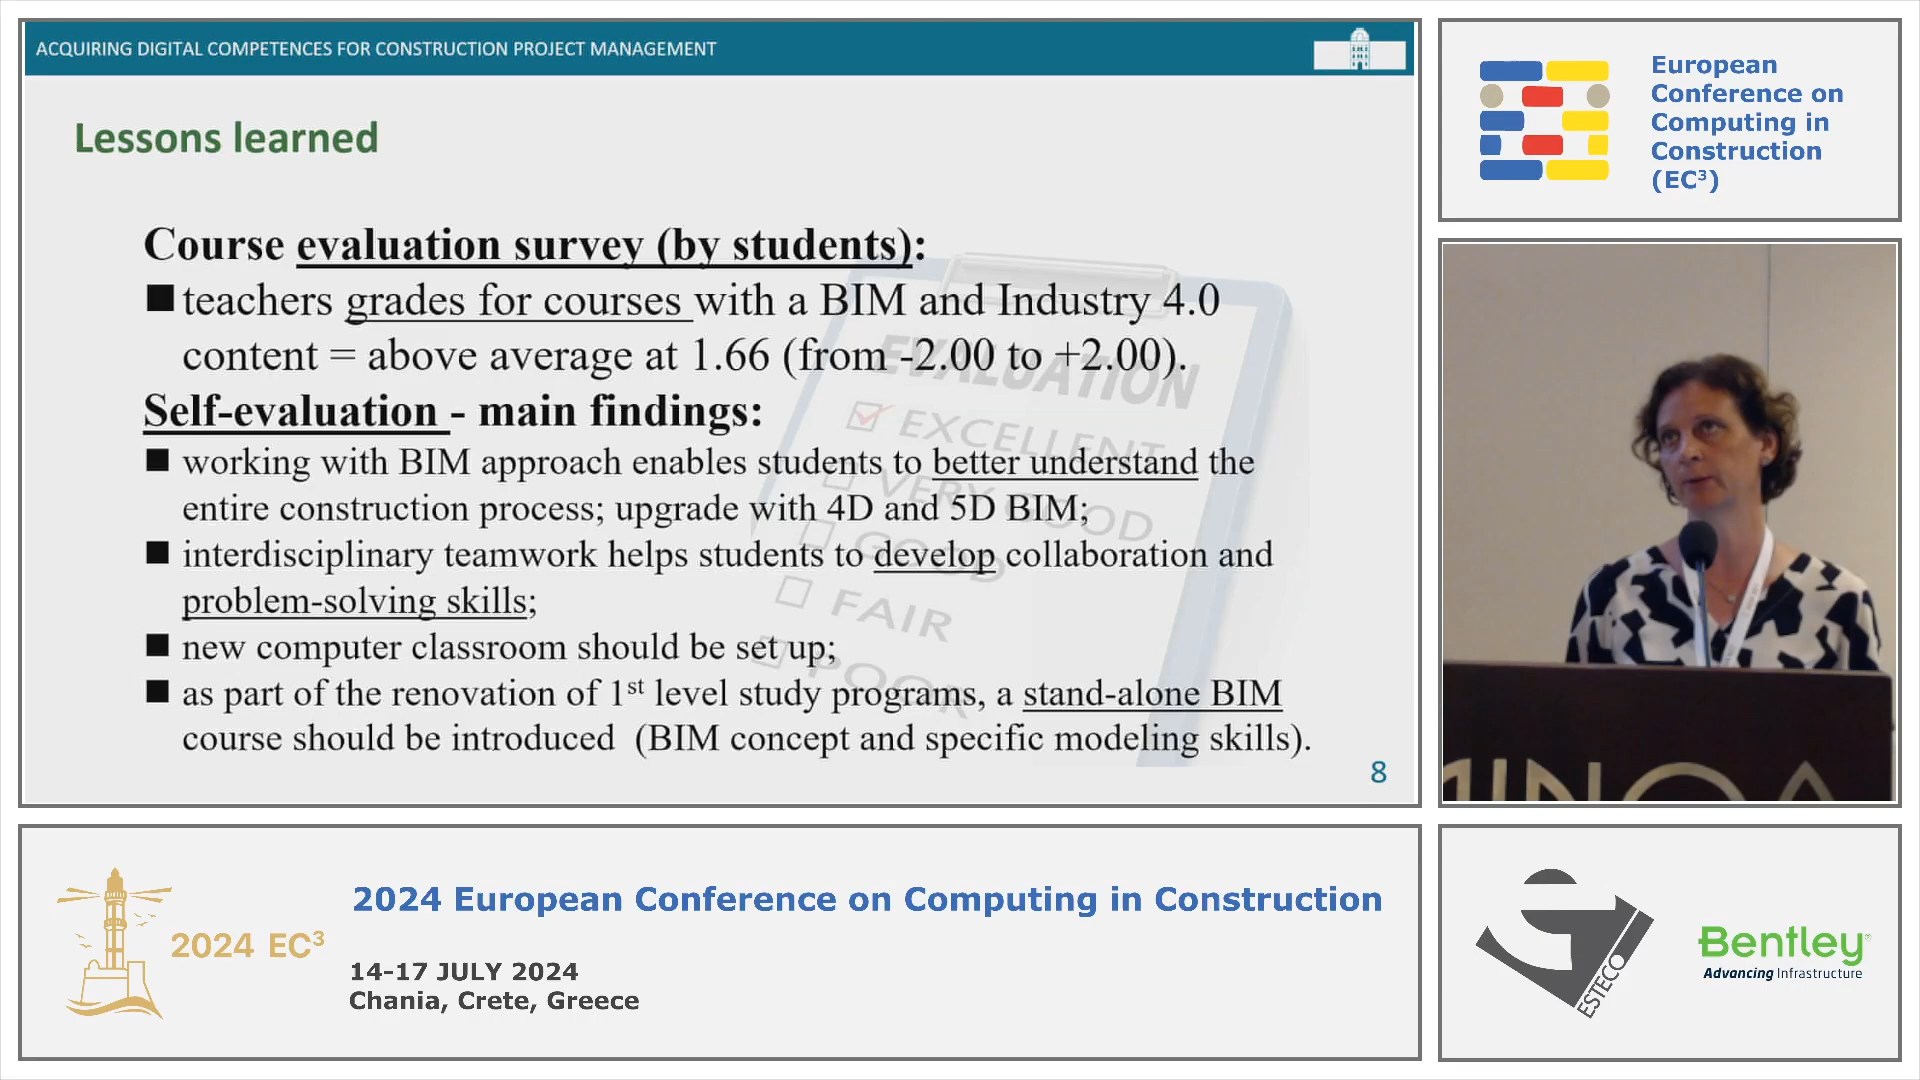 ACQUIRING DIGITAL COMPETENCES FOR CONSTRUCTION PROJECT MANAGEMENT
Lessons learned
Course evaluation survey (by students):
■ teachers grades for courses with a BIM and Industry 4.0
content = above average at 1.66 (from -2.00 to +2.00).
Self-evaluation - main findings:
■ working with BIM approach enables students to better understand the
entire construction process; upgrade with 4D and 5D BIM;
■ interdisciplinary teamwork helps students to develop collaboration and
problem-solving skills;
■ new computer classroom should be set up;
■ as part of the renovation of 1st level study programs, a stand-alone BIM
course should be introduced (BIM concept and specific modeling skills).
8
EVALUATION
EXCELLENT
VERY GOOD
GOOD
FAIR
POOR
European
Conference on
Computing in
Construction
(EC³)
MINOA
2024 EC³
2024 European Conference on Computing in Construction
14-17 JULY 2024
Chania, Crete, Greece
ESTECO
Bentley®
Advancing Infrastructure